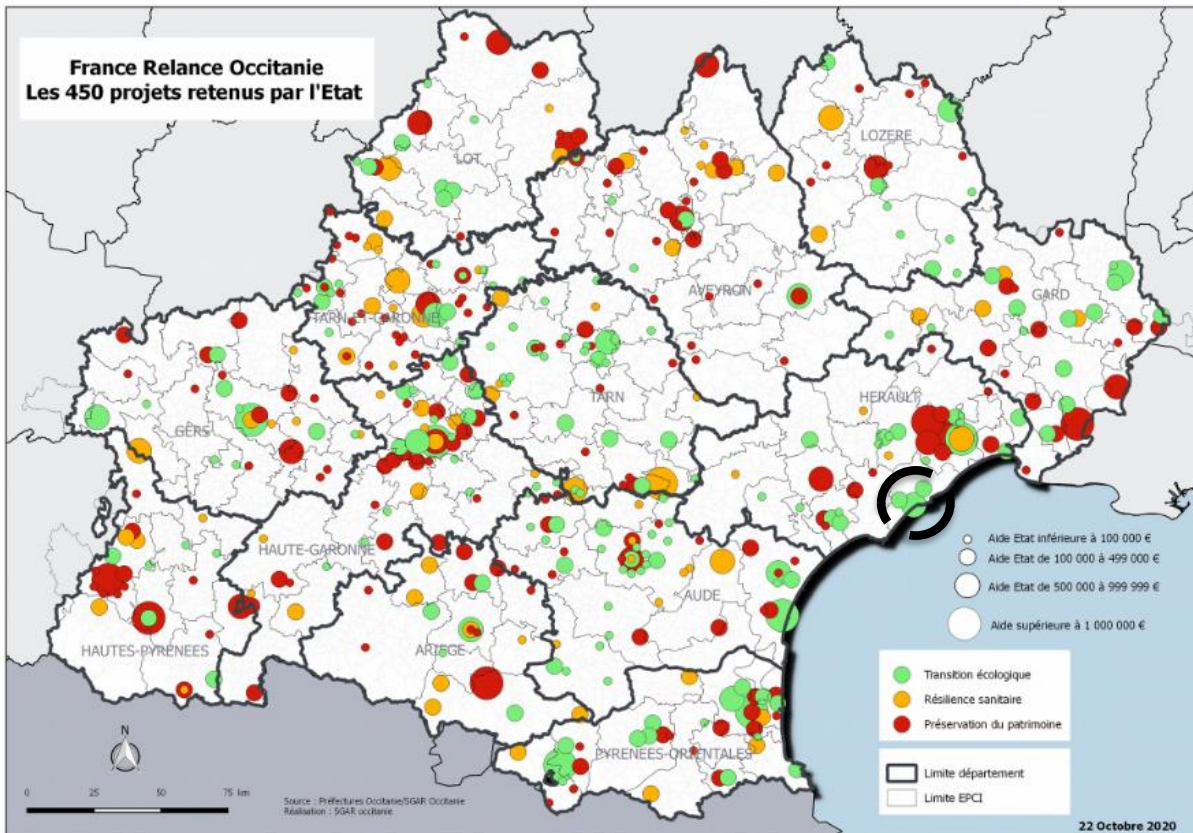 France Relance Occitanie
Les 450 projets retenus par l'Etat
LOT
LOZERE
AVEYRON
GARD
TARN-ET-GARONNE
TARN
HERAULT
GERS
HAUTE-GARONNE
AUDE
HAUTES-PYRENEES
ARIEGE
PYRENEES-ORIENTALES
Aide Etat inférieure à 100 000 €
Aide Etat de 100 000 à 499 000 €
Aide Etat de 500 000 à 999 999 €
Aide supérieure à 1 000 000 €
Transition écologique
Résilience sanitaire
Préservation du patrimoine
Limite département
Limite EPCI
N
0 25 50 75 km
Source : Préfectures Occitanie/SGAR Occitanie
Réalisation : SGAR occitanie
22 Octobre 2020